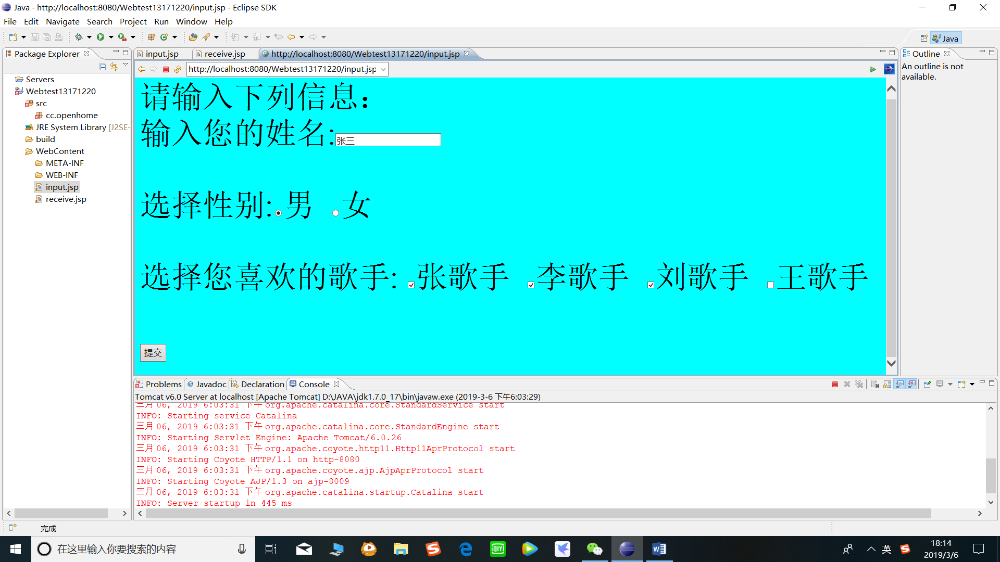 Java - http://localhost:8080/Webtest13171220/input.jsp - Eclipse SDK
File Edit Navigate Search Project Run Window Help
Java
Package Explorer
Servers
Webtest13171220
src
cc.openhome
JRE System Library [J2SE-
build
WebContent
META-INF
WEB-INF
input.jsp
receive.jsp
input.jsp receive.jsp http://localhost:8080/Webtest13171220/input.jsp
http://localhost:8080/Webtest13171220/input.jsp
请输入下列信息：
输入您的姓名:张三
选择性别:男 女
选择您喜欢的歌手: 张歌手 李歌手 刘歌手 王歌手
提交
Outline
An outline is not
available.
Problems @ Javadoc Declaration Console
Tomcat v6.0 Server at localhost [Apache Tomcat] D:\JAVA\jdk1.7.0_17\bin\javaw.exe (2019-3-6 下午6:03:29)
三月 06, 2019 6:03:31 下午 org.apache.catalina.core.StandardService start
INFO: Starting service Catalina
三月 06, 2019 6:03:31 下午 org.apache.catalina.core.StandardEngine start
INFO: Starting Servlet Engine: Apache Tomcat/6.0.26
三月 06, 2019 6:03:31 下午 org.apache.coyote.http11.Http11AprProtocol start
INFO: Starting Coyote HTTP/1.1 on http-8080
三月 06, 2019 6:03:31 下午 org.apache.coyote.ajp.AjpAprProtocol start
INFO: Starting Coyote AJP/1.3 on ajp-8009
三月 06, 2019 6:03:31 下午 org.apache.catalina.startup.Catalina start
INFO: Server startup in 445 ms
完成
在这里输入你要搜索的内容
英
18:14
2019/3/6